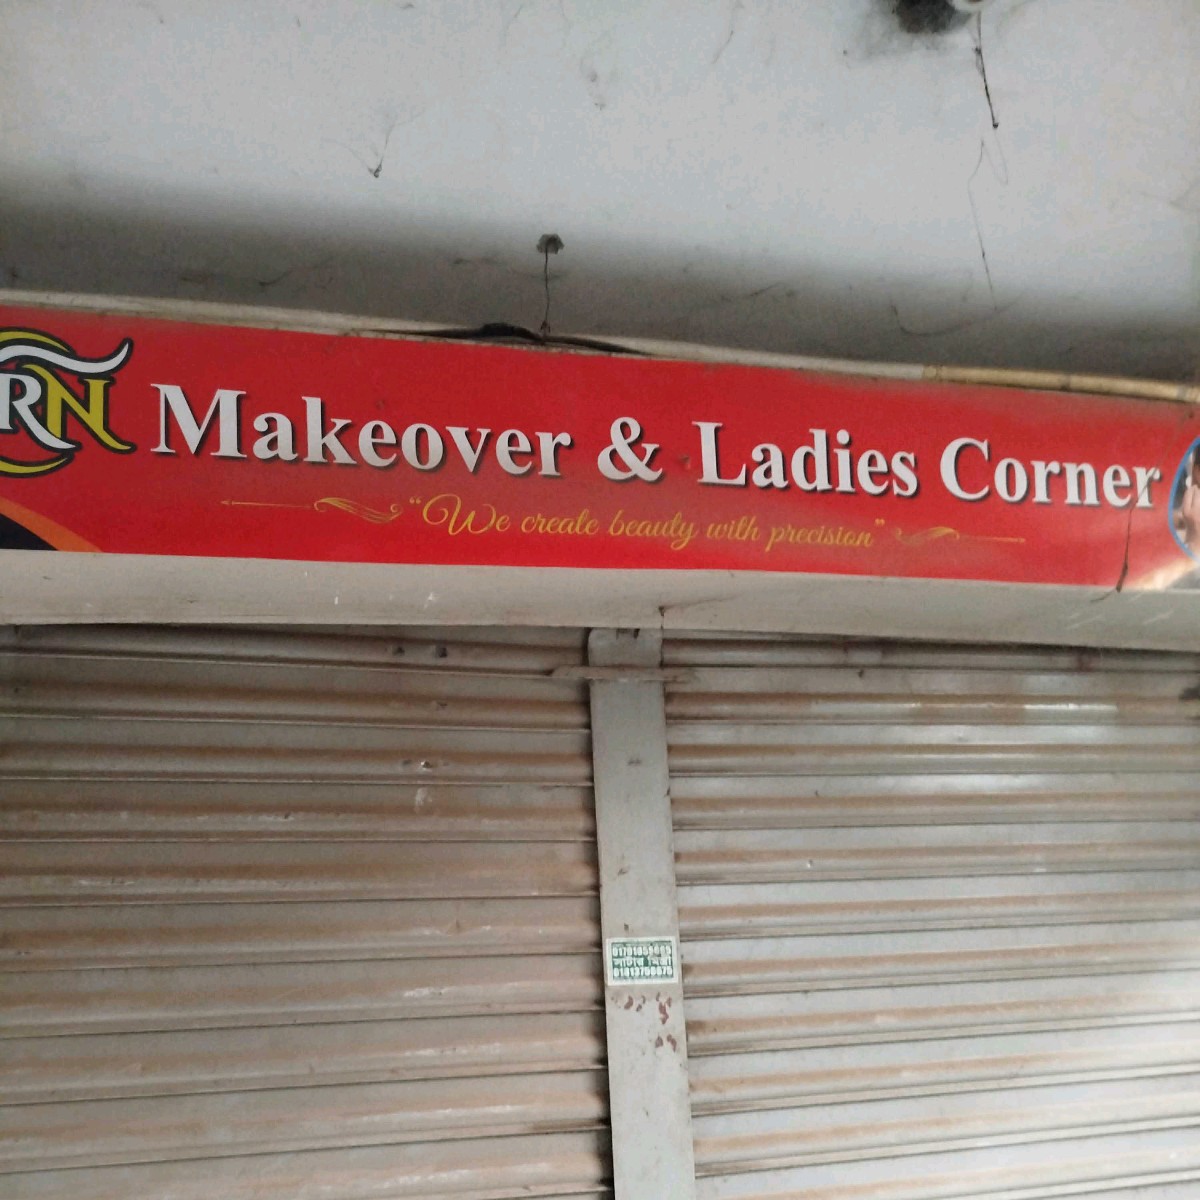 RN Makeover & Ladies Corner
"We create beauty with precision"
সাটার মিস্ত্রী